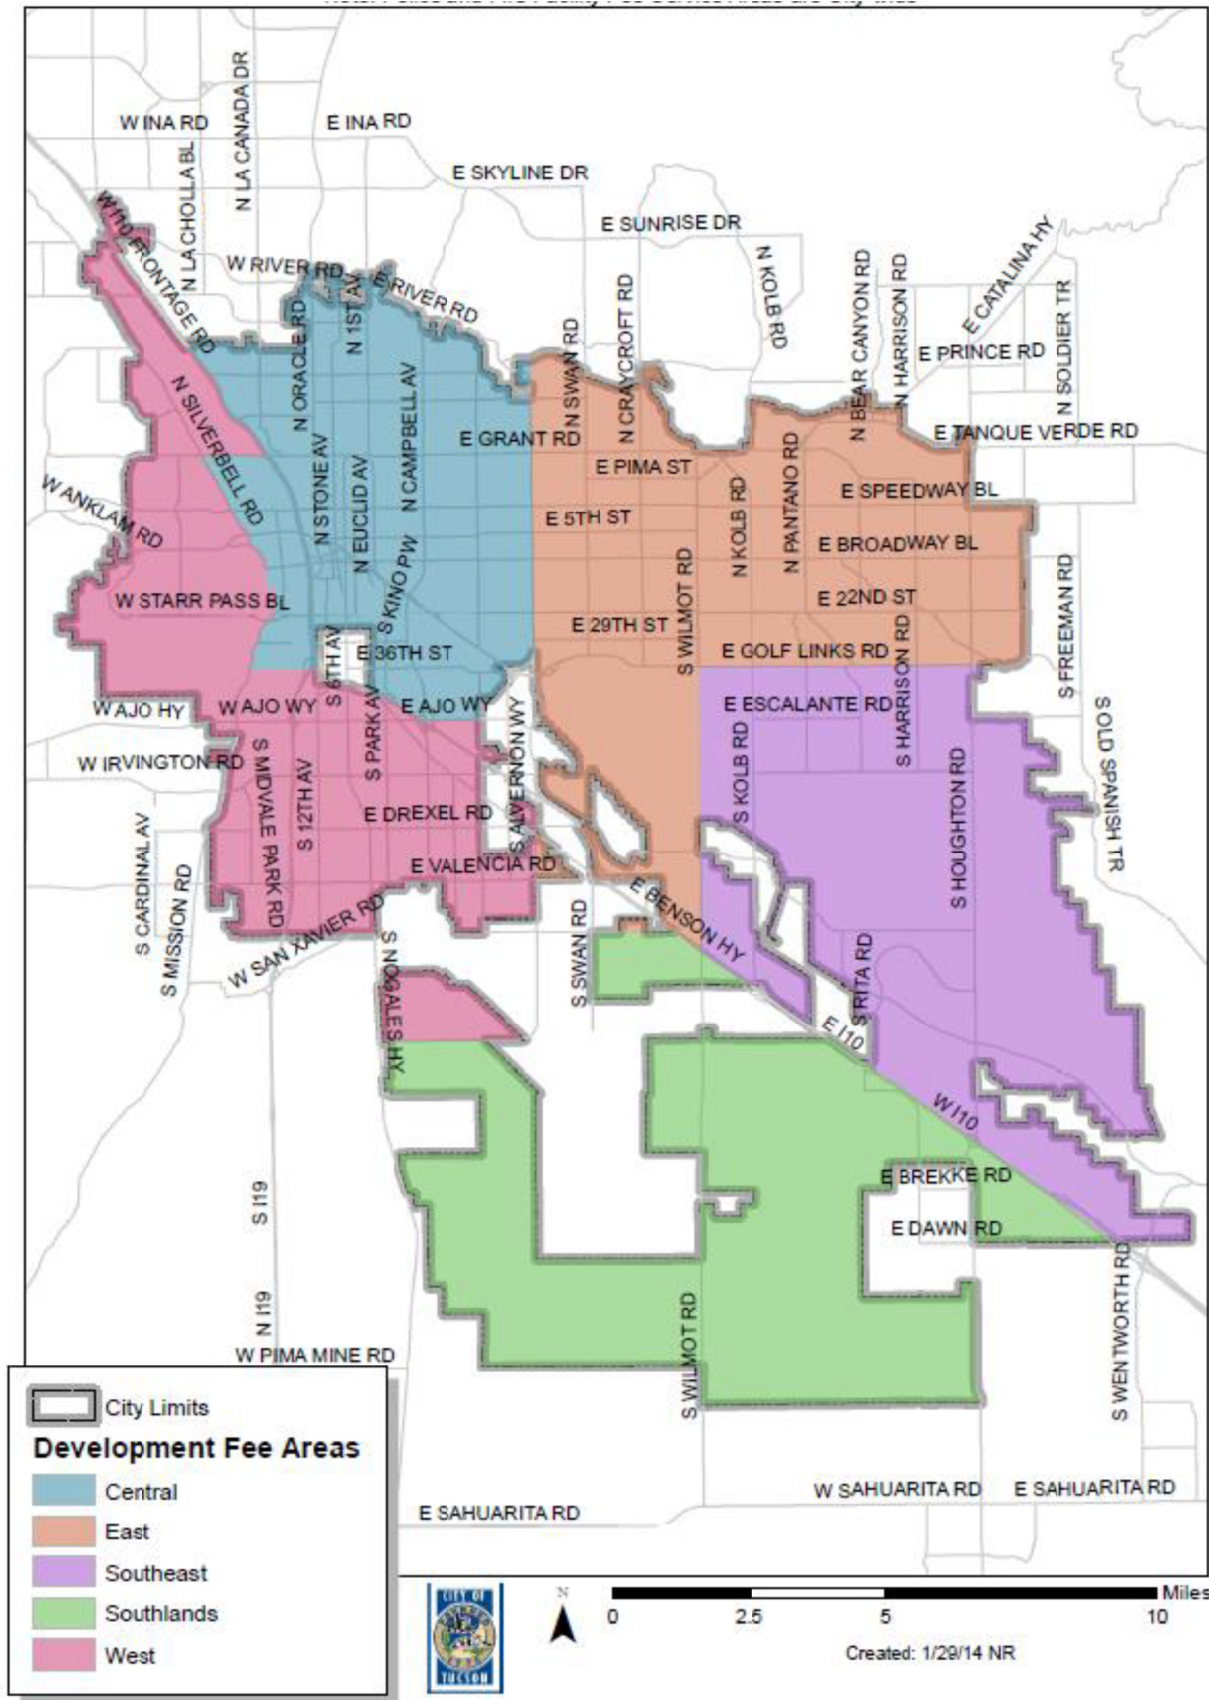 W INA RD
E INA RD
N LA CANADA DR
N LA CHOLLA BL
E SKYLINE DR
E SUNRISE DR
W I10 FRONTAGE RD
W RIVER RD
E RIVER RD
N 1ST AV
N ORACLE RD
N KOLB RD
N CRAYCROFT RD
N SWAN RD
N BEAR CANYON RD
N HARRISON RD
E CATALINA HY
N SOLDIER TR
E PRINCE RD
N SILVERBELL RD
N CAMPBELL AV
E GRANT RD
E TANQUE VERDE RD
E PIMA ST
N STONE AV
N EUCLID AV
N KOLB RD
N PANTANO RD
E SPEEDWAY BL
W ANKLAM RD
E 5TH ST
E BROADWAY BL
S KINO PW
S WILMOT RD
W STARR PASS BL
E 22ND ST
E 29TH ST
S FREEMAN RD
E 36TH ST
E GOLF LINKS RD
S 6TH AV
S HARRISON RD
W AJO HY
W AJO WY
E AJO WY
E ESCALANTE RD
S PARK AV
S ALVERNON WY
S KOLB RD
S OLD SPANISH TR
W IRVINGTON RD
S MIDVALE PARK RD
S 12TH AV
E DREXEL RD
S HOUGHTON RD
E VALENCIA RD
S CARDINAL AV
S MISSION RD
E BENSON HY
W SAN XAVIER RD
S NOGALES HY
S SWAN RD
S RITA RD
E I10
W I10
E BREKKE RD
E DAWN RD
S I19
N I19
S WILMOT RD
S WENTWORTH RD
W PIMA MINE RD
W SAHUARITA RD
E SAHUARITA RD
E SAHUARITA RD
City Limits
Development Fee Areas
Central
East
Southeast
Southlands
West
CITY OF
TUCSON
N
Miles
0
2.5
5
10
Created: 1/29/14 NR